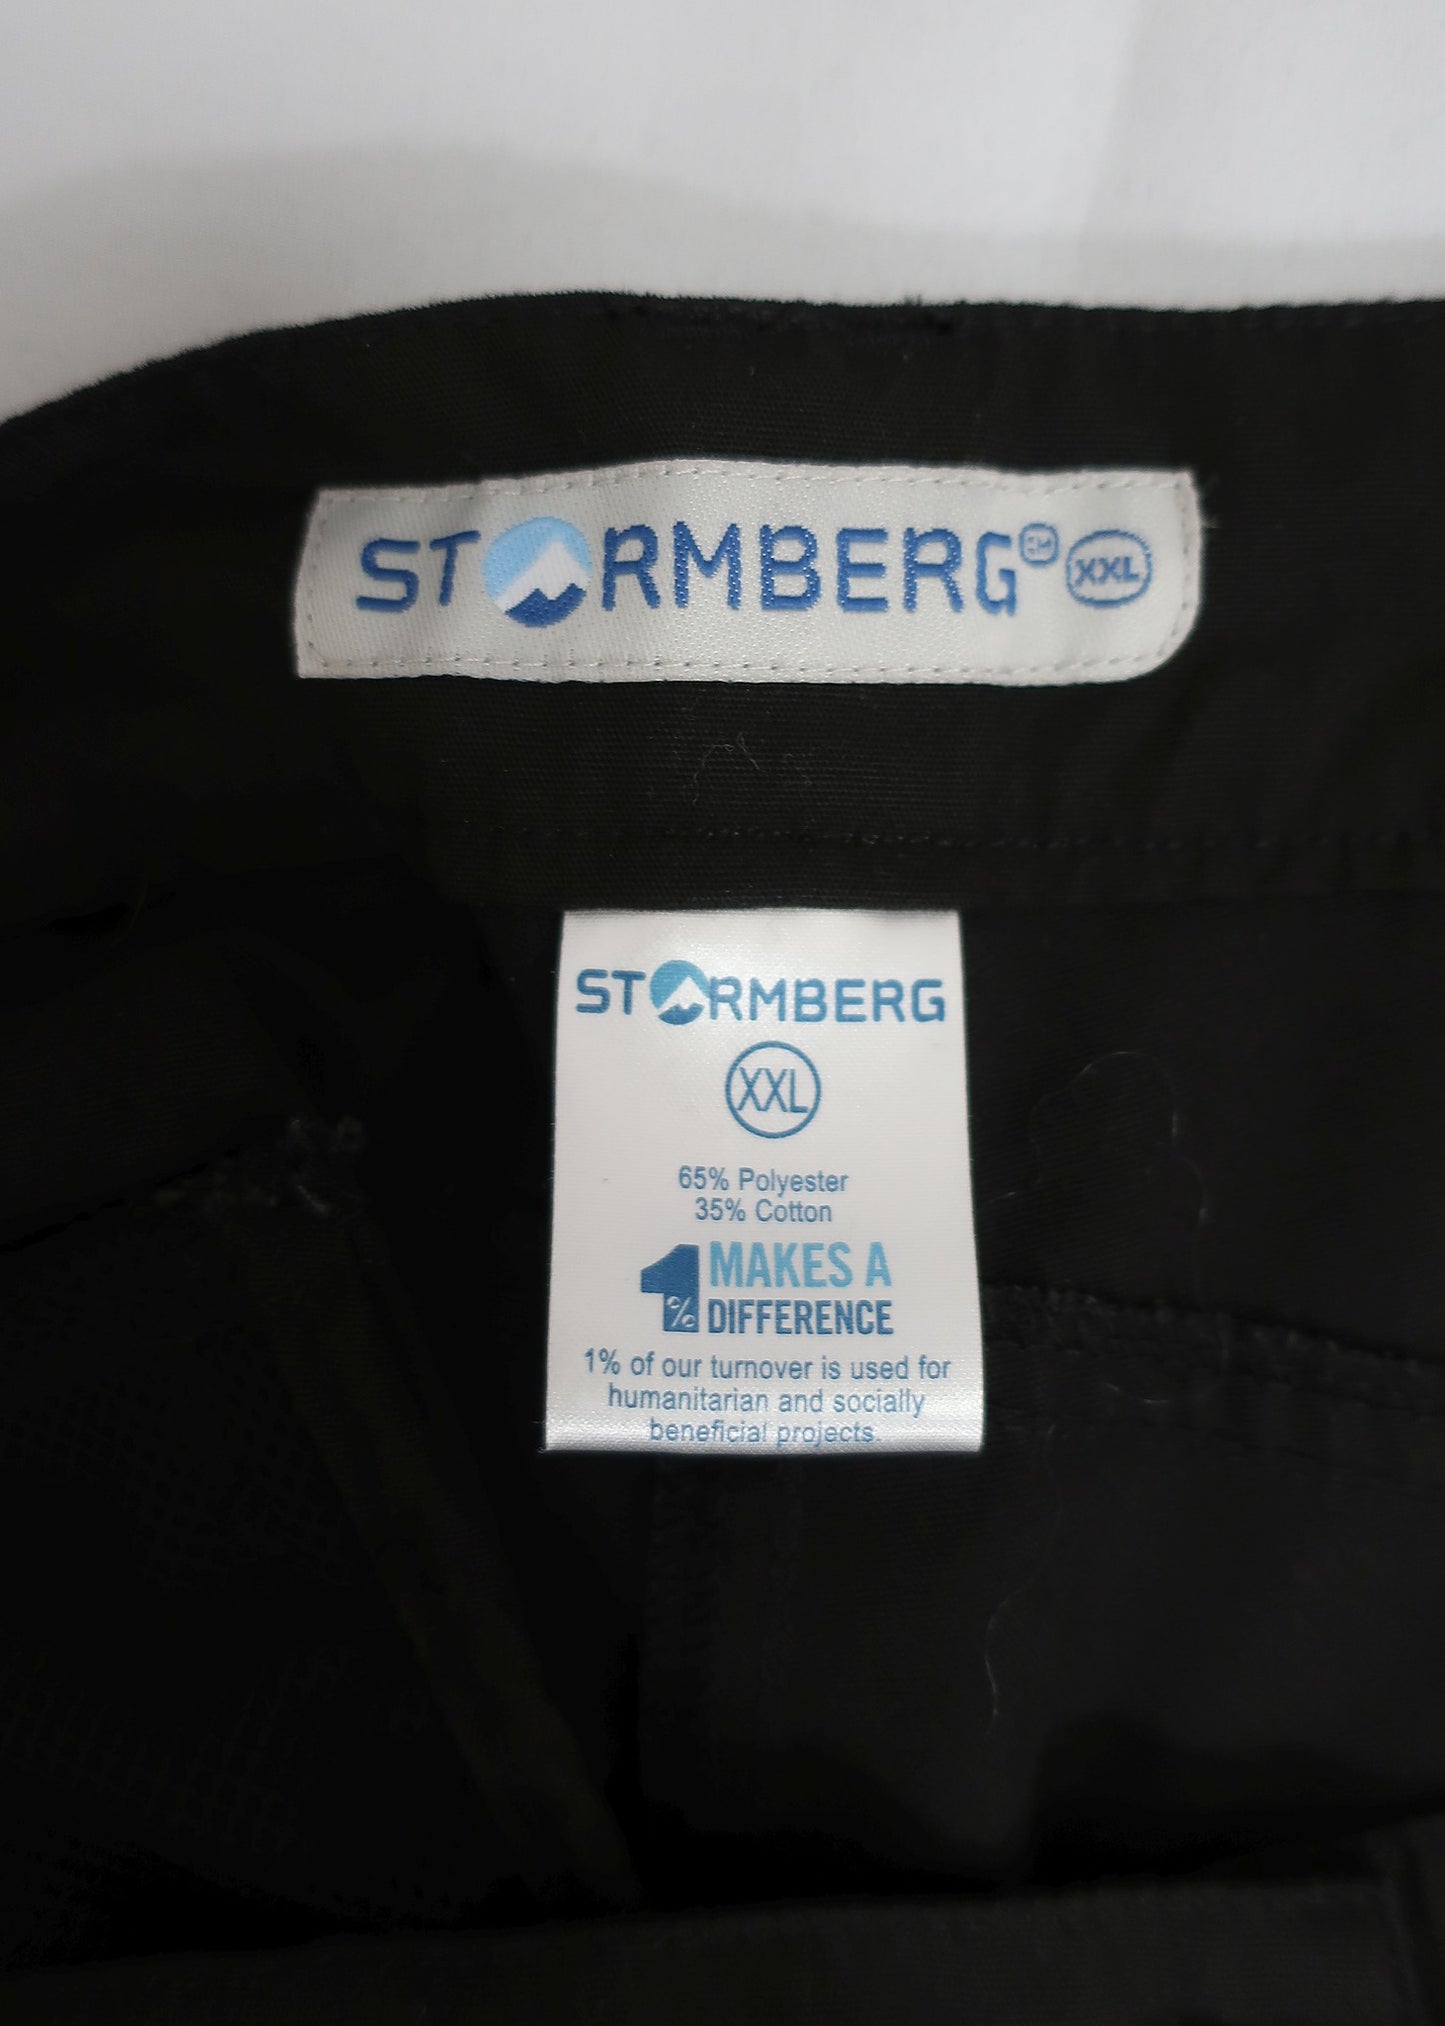 STORMBERG XXL
STORMBERG
XXL
65% Polyester
35% Cotton
1% MAKES A
DIFFERENCE
1% of our turnover is used for
humanitarian and socially
beneficial projects.